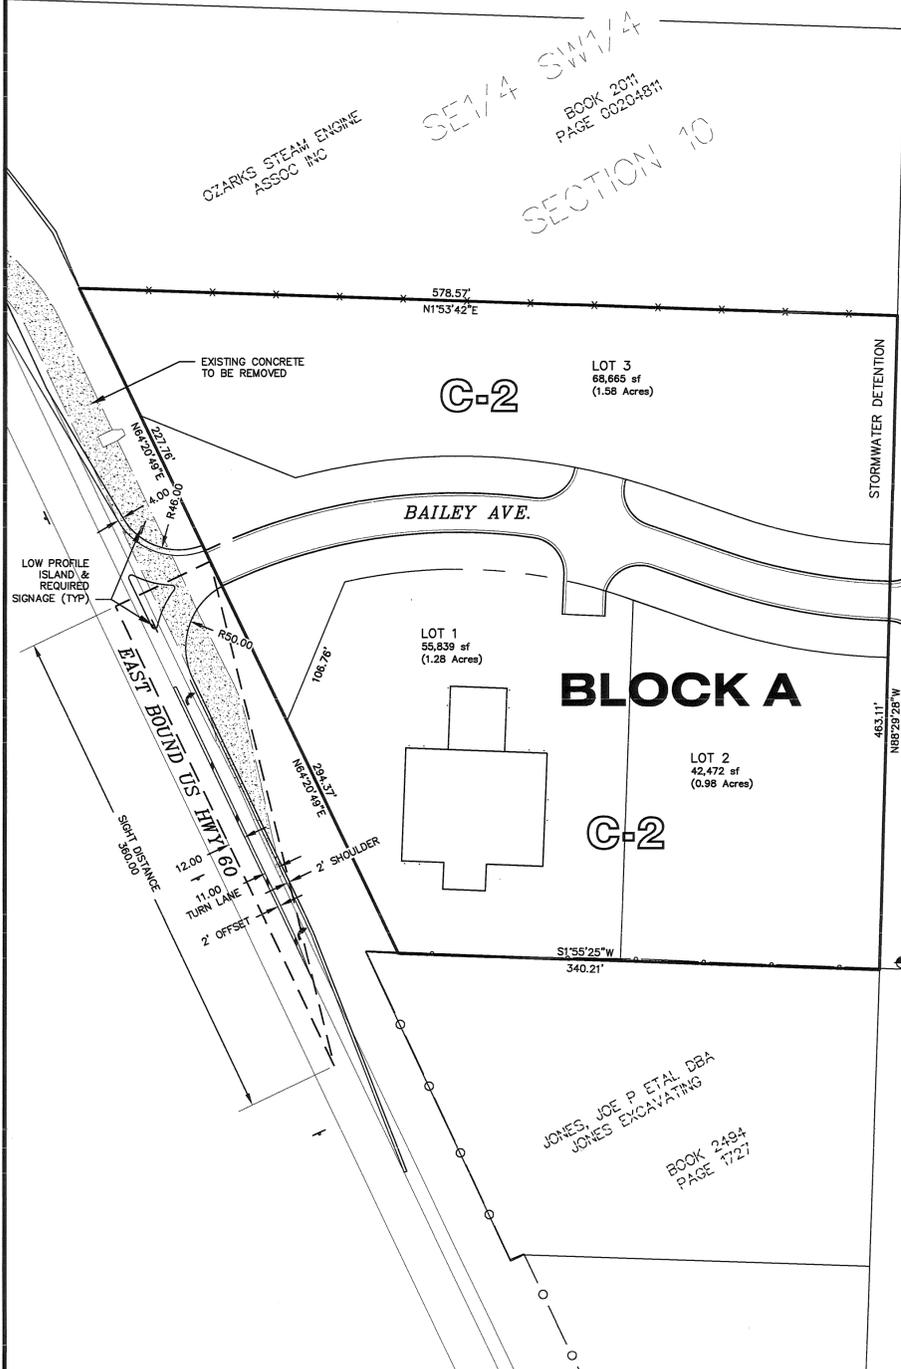 SE1/4 SW1/4
BOOK 2011
PAGE 00204811
OZARKS STEAM ENGINE
ASSOC INC
SECTION 10
578.57'
N1°53'42"E
EXISTING CONCRETE
TO BE REMOVED
LOT 3
68,665 sf
(1.58 Acres)
C-2
STORMWATER DETENTION
227.76'
N64°20'49"E
4.00
R46.00
BAILEY AVE.
LOW PROFILE
ISLAND &
REQUIRED
SIGNAGE (TYP)
R50.00
LOT 1
55,839 sf
(1.28 Acres)
106.76'
BLOCK A
EAST BOUND US HWY 60
463.11'
N88°29'28"W
LOT 2
42,472 sf
(0.98 Acres)
294.37'
N64°20'49"E
C-2
SIGHT DISTANCE
360.00
12.00
2' SHOULDER
11.00
TURN LANE
2' OFFSET
S1°55'25"W
340.21'
JONES, JOE P ETAL DBA
JONES EXCAVATING
BOOK 2494
PAGE 1727